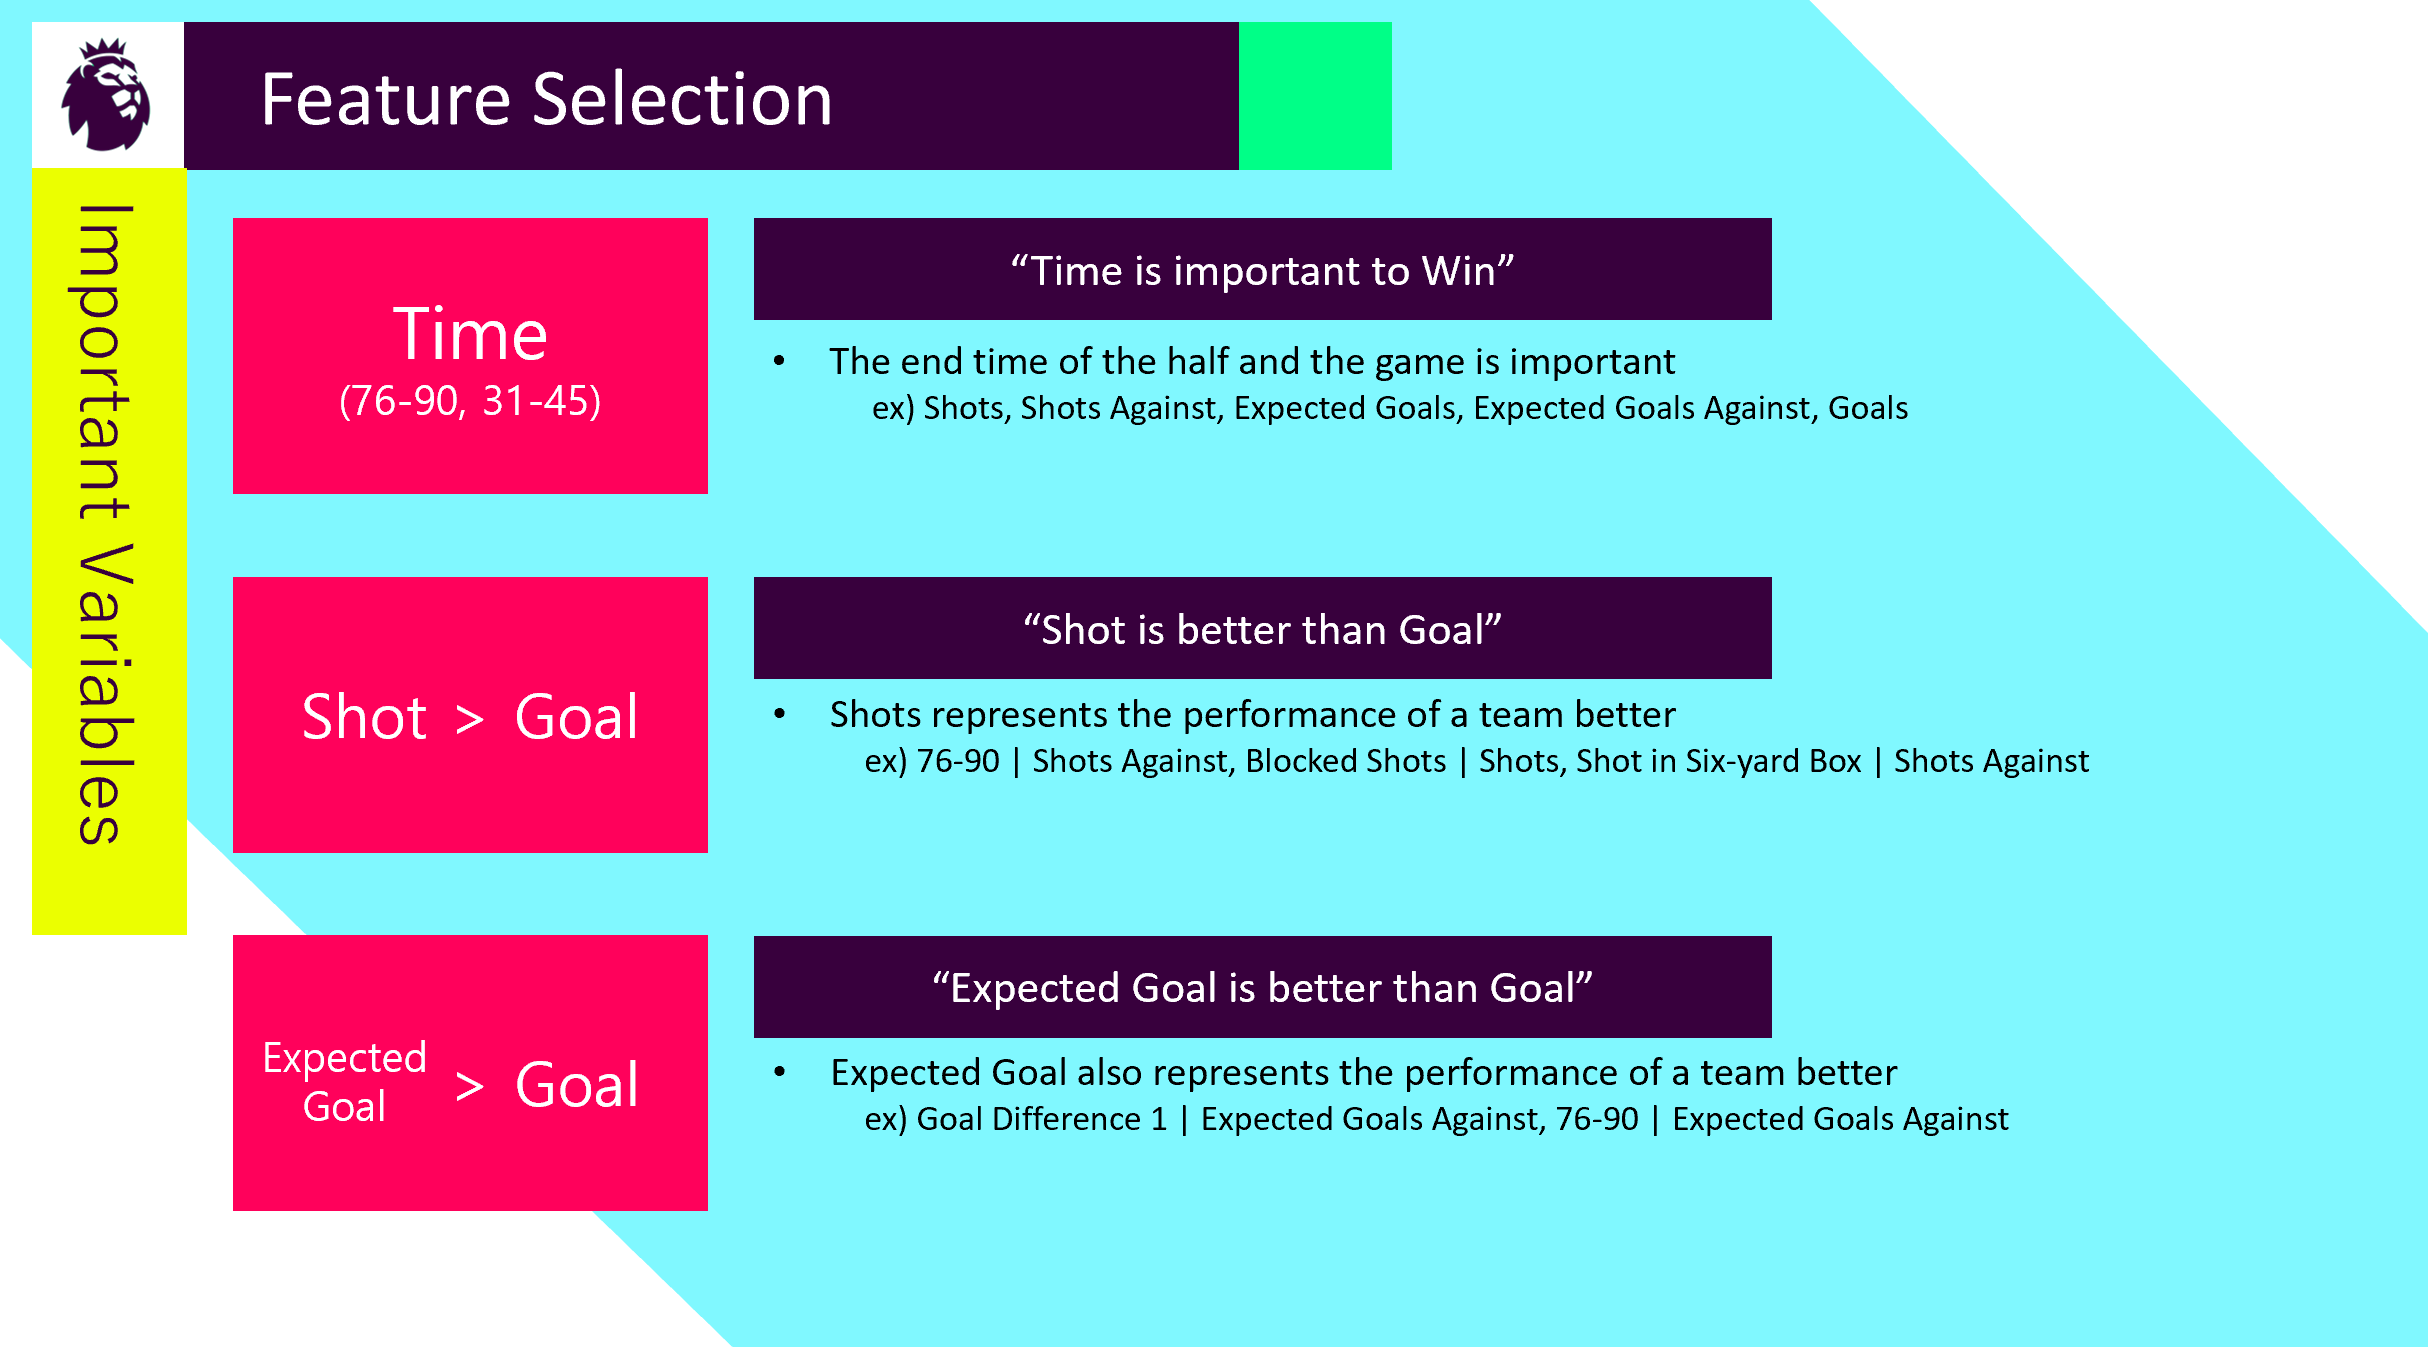 Feature Selection
Important Variables
Time
(76-90, 31-45)
“Time is important to Win”
• The end time of the half and the game is important
ex) Shots, Shots Against, Expected Goals, Expected Goals Against, Goals
Shot > Goal
“Shot is better than Goal”
• Shots represents the performance of a team better
ex) 76-90 | Shots Against, Blocked Shots | Shots, Shot in Six-yard Box | Shots Against
Expected
Goal
> Goal
“Expected Goal is better than Goal”
• Expected Goal also represents the performance of a team better
ex) Goal Difference 1 | Expected Goals Against, 76-90 | Expected Goals Against